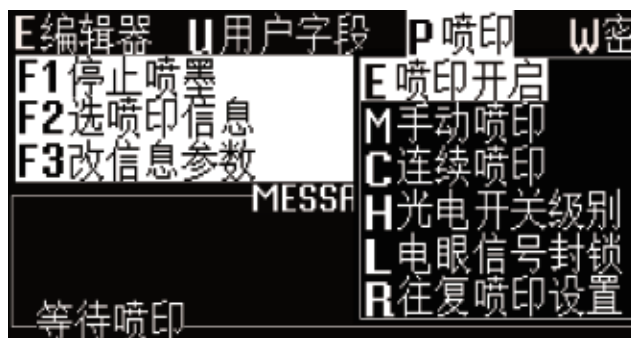 E编辑器 U用户字段 P喷印 W密
F1停止喷墨
F2选喷印信息
F3改信息参数
E喷印开启
M手动喷印
C连续喷印
H光电开关级别
L电眼信号封锁
R往复喷印设置
MESSA
等待喷印